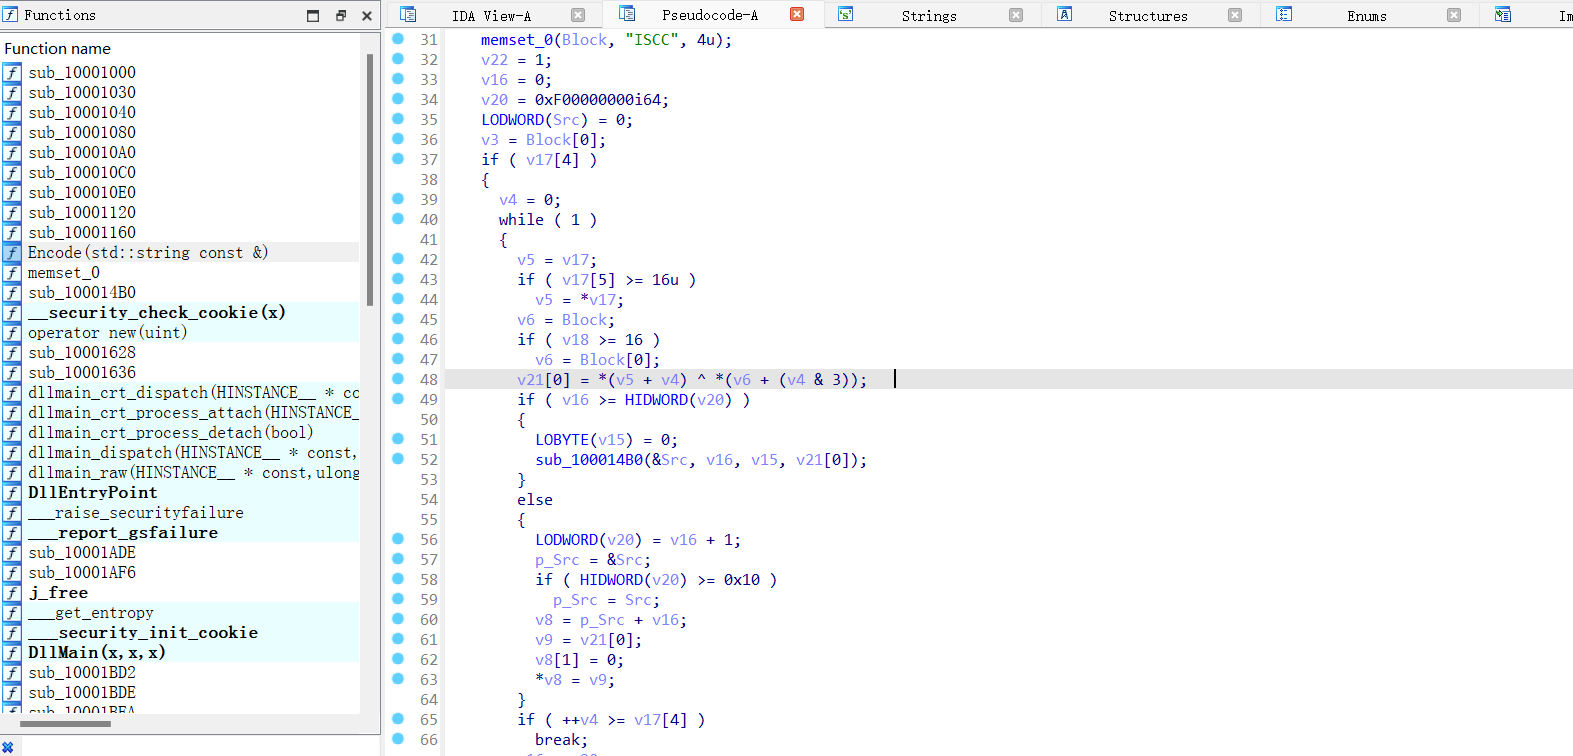 Functions
IDA View-A
Pseudocode-A
Strings
Structures
Enums
Im
Function name
sub_10001000
sub_10001030
sub_10001040
sub_10001080
sub_100010A0
sub_100010C0
sub_100010E0
sub_10001120
sub_10001160
Encode(std::string const &)
memset_0
sub_100014B0
__security_check_cookie(x)
operator new(uint)
sub_10001628
sub_10001636
dllmain_crt_dispatch(HINSTANCE__ * co
dllmain_crt_process_attach(HINSTANCE_
dllmain_crt_process_detach(bool)
dllmain_dispatch(HINSTANCE__ * const,
dllmain_raw(HINSTANCE__ * const,ulong
DllEntryPoint
___raise_securityfailure
___report_gsfailure
sub_10001ADE
sub_10001AF6
j_free
___get_entropy
___security_init_cookie
DllMain(x,x,x)
sub_10001BD2
sub_10001BDE
sub_10001BEA
31 memset_0(Block, "ISCC", 4u);
32 v22 = 1;
33 v16 = 0;
34 v20 = 0xF00000000i64;
35 LODWORD(Src) = 0;
36 v3 = Block[0];
37 if ( v17[4] )
38 {
39 v4 = 0;
40 while ( 1 )
41 {
42 v5 = v17;
43 if ( v17[5] >= 16u )
44 v5 = *v17;
45 v6 = Block;
46 if ( v18 >= 16 )
47 v6 = Block[0];
48 v21[0] = *(v5 + v4) ^ *(v6 + (v4 & 3));
49 if ( v16 >= HIDWORD(v20) )
50 {
51 LOBYTE(v15) = 0;
52 sub_100014B0(&Src, v16, v15, v21[0]);
53 }
54 else
55 {
56 LODWORD(v20) = v16 + 1;
57 p_Src = &Src;
58 if ( HIDWORD(v20) >= 0x10 )
59 p_Src = Src;
60 v8 = p_Src + v16;
61 v9 = v21[0];
62 v8[1] = 0;
63 *v8 = v9;
64 }
65 if ( ++v4 >= v17[4] )
66 break;